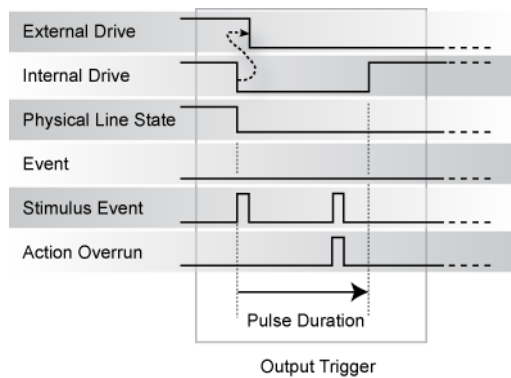 External Drive
Internal Drive
Physical Line State
Event
Stimulus Event
Action Overrun
Pulse Duration
Output Trigger